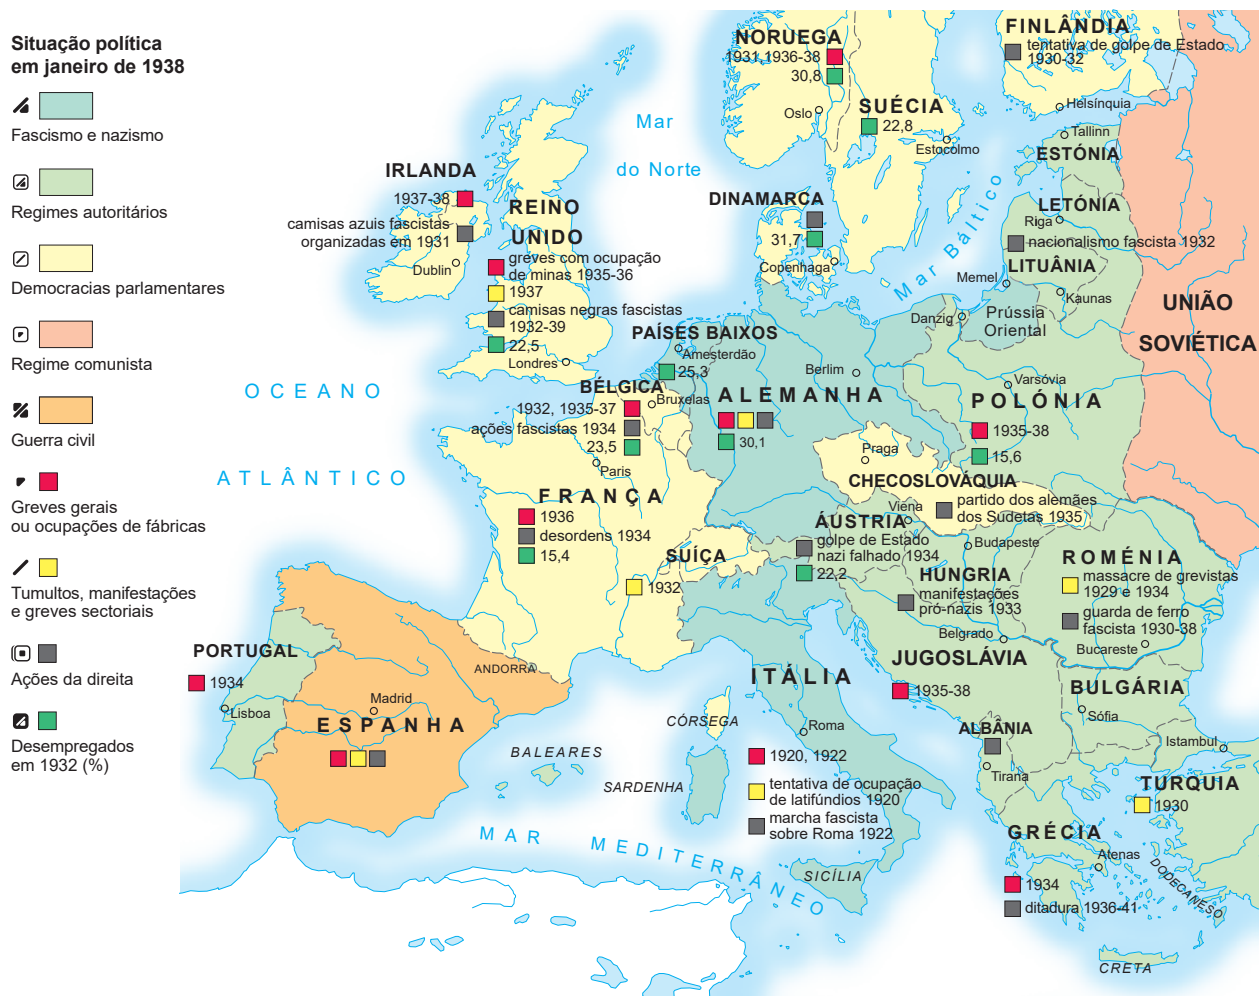 Situação política
em janeiro de 1938
Fascismo e nazismo
Regimes autoritários
Democracias parlamentares
Regime comunista
Guerra civil
Greves gerais
ou ocupações de fábricas
Tumultos, manifestações
e greves sectoriais
Ações da direita
Desempregados
em 1932 (%)
NORUEGA
1931,1936-38
30,8
Oslo
SUÉCIA
22,8
Estocolmo
FINLÂNDIA
tentativa de golpe de Estado
1930-32
Helsínquia
Tallinn
ESTÓNIA
LETÓNIA
Riga
nacionalismo fascista 1932
LITUÂNIA
Memel
Kaunas
Mar
do Norte
Mar Báltico
IRLANDA
1937-38
camisas azuis fascistas
organizadas em 1931
Dublin
REINO
UNIDO
greves com ocupação
de minas 1935-36
1937
camisas negras fascistas
1932-39
22,5
Londres
DINAMARCA
31,7
Copenhaga
Danzig
Prússia
Oriental
UNIÃO
SOVIÉTICA
PAÍSES BAIXOS
Amesterdão
25,3
BÉLGICA
Bruxelas
1932, 1935-37
ações fascistas 1934
23,5
Berlim
ALEMANHA
30,1
Varsóvia
POLÓNIA
1935-38
15,6
OCEANO
ATLÂNTICO
Paris
FRANÇA
1936
desordens 1934
15,4
SUÍÇA
1932
Praga
CHECOSLOVÁQUIA
partido dos alemães
dos Sudetas 1935
Viena
ÁUSTRIA
golpe de Estado
nazi falhado 1934
22,2
Budapeste
HUNGRIA
manifestações
pró-nazis 1933
ROMÉNIA
massacre de grevistas
1929 e 1934
guarda de ferro
fascista 1930-38
Bucareste
Belgrado
JUGOSLÁVIA
1935-38
BULGÁRIA
Sófia
ALBÂNIA
Tirana
Istambul
TURQUIA
1930
GRÉCIA
Atenas
1934
ditadura 1936-41
DODECANESO
CRETA
PORTUGAL
1934
Lisboa
ANDORRA
Madrid
ESPANHA
BALEARES
CÓRSEGA
SARDENHA
ITÁLIA
Roma
1920, 1922
tentativa de ocupação
de latifúndios 1920
marcha fascista
sobre Roma 1922
SICÍLIA
MAR MEDITERRÂNEO